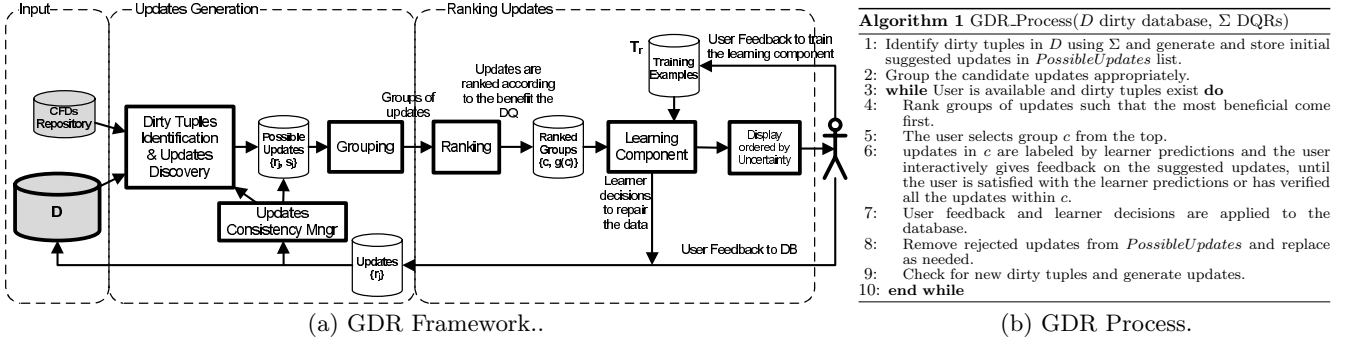 Input
Updates Generation
Ranking Updates
CFDs
Repository
D
Dirty Tuples
Identification
& Updates
Discovery
Possible
Updates
{rⱼ, sⱼ}
Updates
Consistency Mngr
Grouping
Groups of
updates
Updates are
ranked according
to the benefit the
DQ
Ranking
Ranked
Groups
{c, g(c)}
Tᵣ
Training
Examples
User Feedback to train
the learning component
Learning
Component
Display
ordered by
Uncertainty
Learner
decisions
to repair
the data
User Feedback to DB
Updates
{rⱼ}
(a) GDR Framework..
Algorithm 1 GDR_Process(D dirty database, Σ DQRs)
1: Identify dirty tuples in D using Σ and generate and store initial
suggested updates in PossibleUpdates list.
2: Group the candidate updates appropriately.
3: while User is available and dirty tuples exist do
4: Rank groups of updates such that the most beneficial come
first.
5: The user selects group c from the top.
6: updates in c are labeled by learner predictions and the user
interactively gives feedback on the suggested updates, until
the user is satisfied with the learner predictions or has verified
all the updates within c.
7: User feedback and learner decisions are applied to the
database.
8: Remove rejected updates from PossibleUpdates and replace
as needed.
9: Check for new dirty tuples and generate updates.
10: end while
(b) GDR Process.